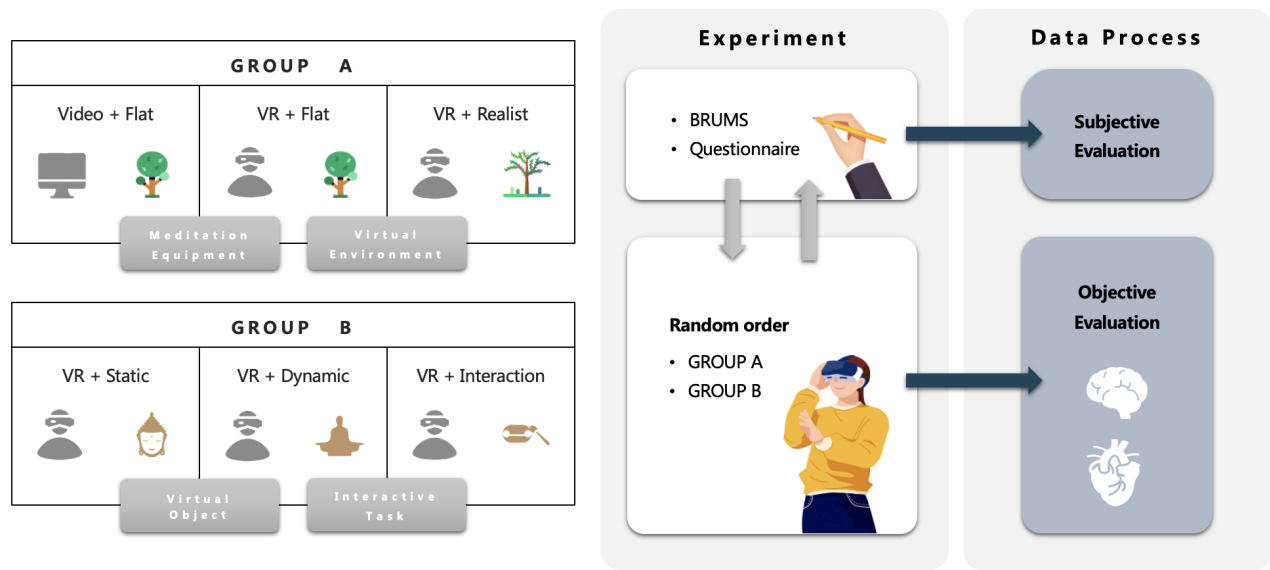 GROUP A
Video + Flat
VR + Flat
VR + Realist
Meditation
Equipment
Virtual
Environment
GROUP B
VR + Static
VR + Dynamic
VR + Interaction
Virtual
Object
Interactive
Task
Experiment
• BRUMS
• Questionnaire
Random order
• GROUP A
• GROUP B
Data Process
Subjective
Evaluation
Objective
Evaluation